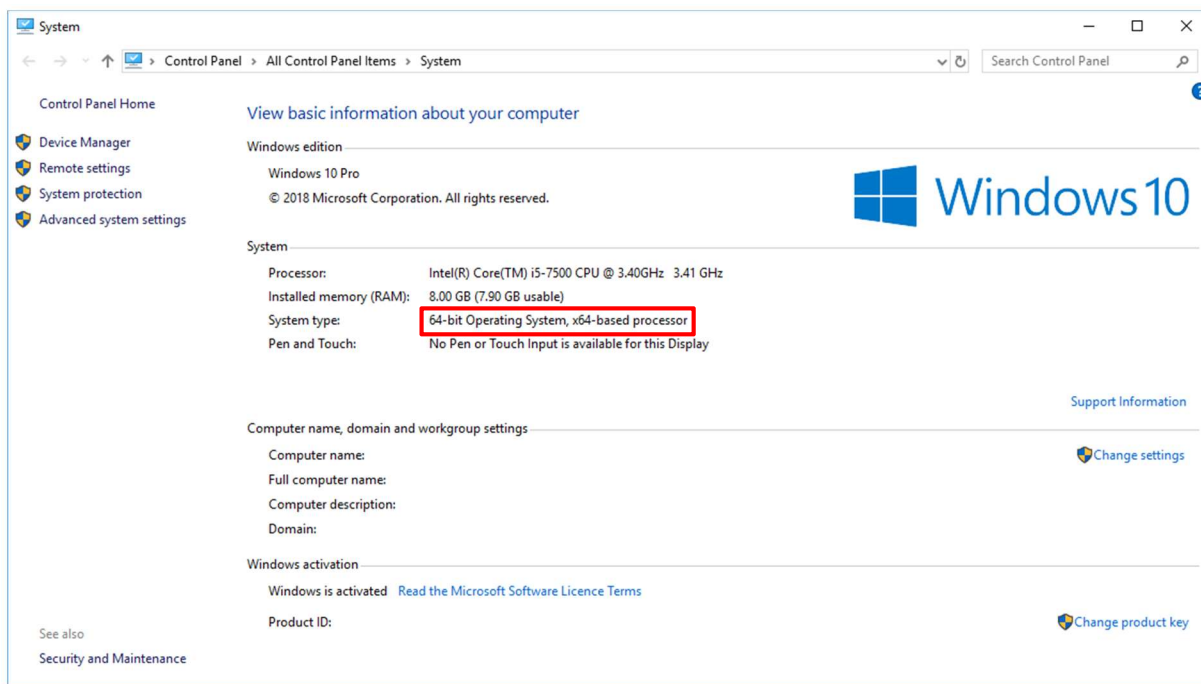 System
Control Panel > All Control Panel Items > System
Search Control Panel
Control Panel Home
Device Manager
Remote settings
System protection
Advanced system settings
View basic information about your computer
Windows edition
Windows 10 Pro
© 2018 Microsoft Corporation. All rights reserved.
Windows 10
System
Processor: Intel(R) Core(TM) i5-7500 CPU @ 3.40GHz 3.41 GHz
Installed memory (RAM): 8.00 GB (7.90 GB usable)
System type: 64-bit Operating System, x64-based processor
Pen and Touch: No Pen or Touch Input is available for this Display
Support Information
Computer name, domain and workgroup settings
Computer name:
Change settings
Full computer name:
Computer description:
Domain:
Windows activation
Windows is activated Read the Microsoft Software Licence Terms
Product ID:
Change product key
See also
Security and Maintenance